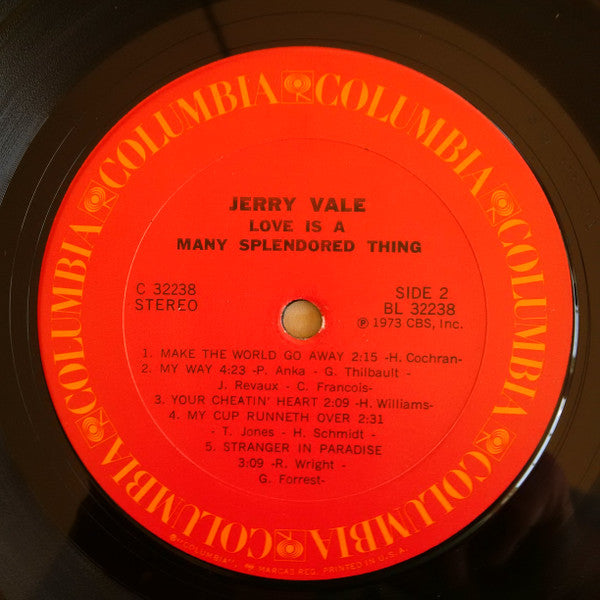 COLUMBIA COLUMBIA COLUMBIA COLUMBIA COLUMBIA COLUMBIA
JERRY VALE
LOVE IS A
MANY SPLENDORED THING
C 32238
STEREO
SIDE 2
BL 32238
℗ 1973 CBS, Inc.
1. MAKE THE WORLD GO AWAY 2:15 -H. Cochran-
2. MY WAY 4:23 -P. Anka - G. Thilbault -
J. Revaux - C. Francois-
3. YOUR CHEATIN' HEART 2:09 -H. Williams-
4. MY CUP RUNNETH OVER 2:31
- T. Jones - H. Schmidt -
5. STRANGER IN PARADISE
3:09 -R. Wright -
G. Forrest-
"COLUMBIA", MARCAS REG. PRINTED IN U.S.A.